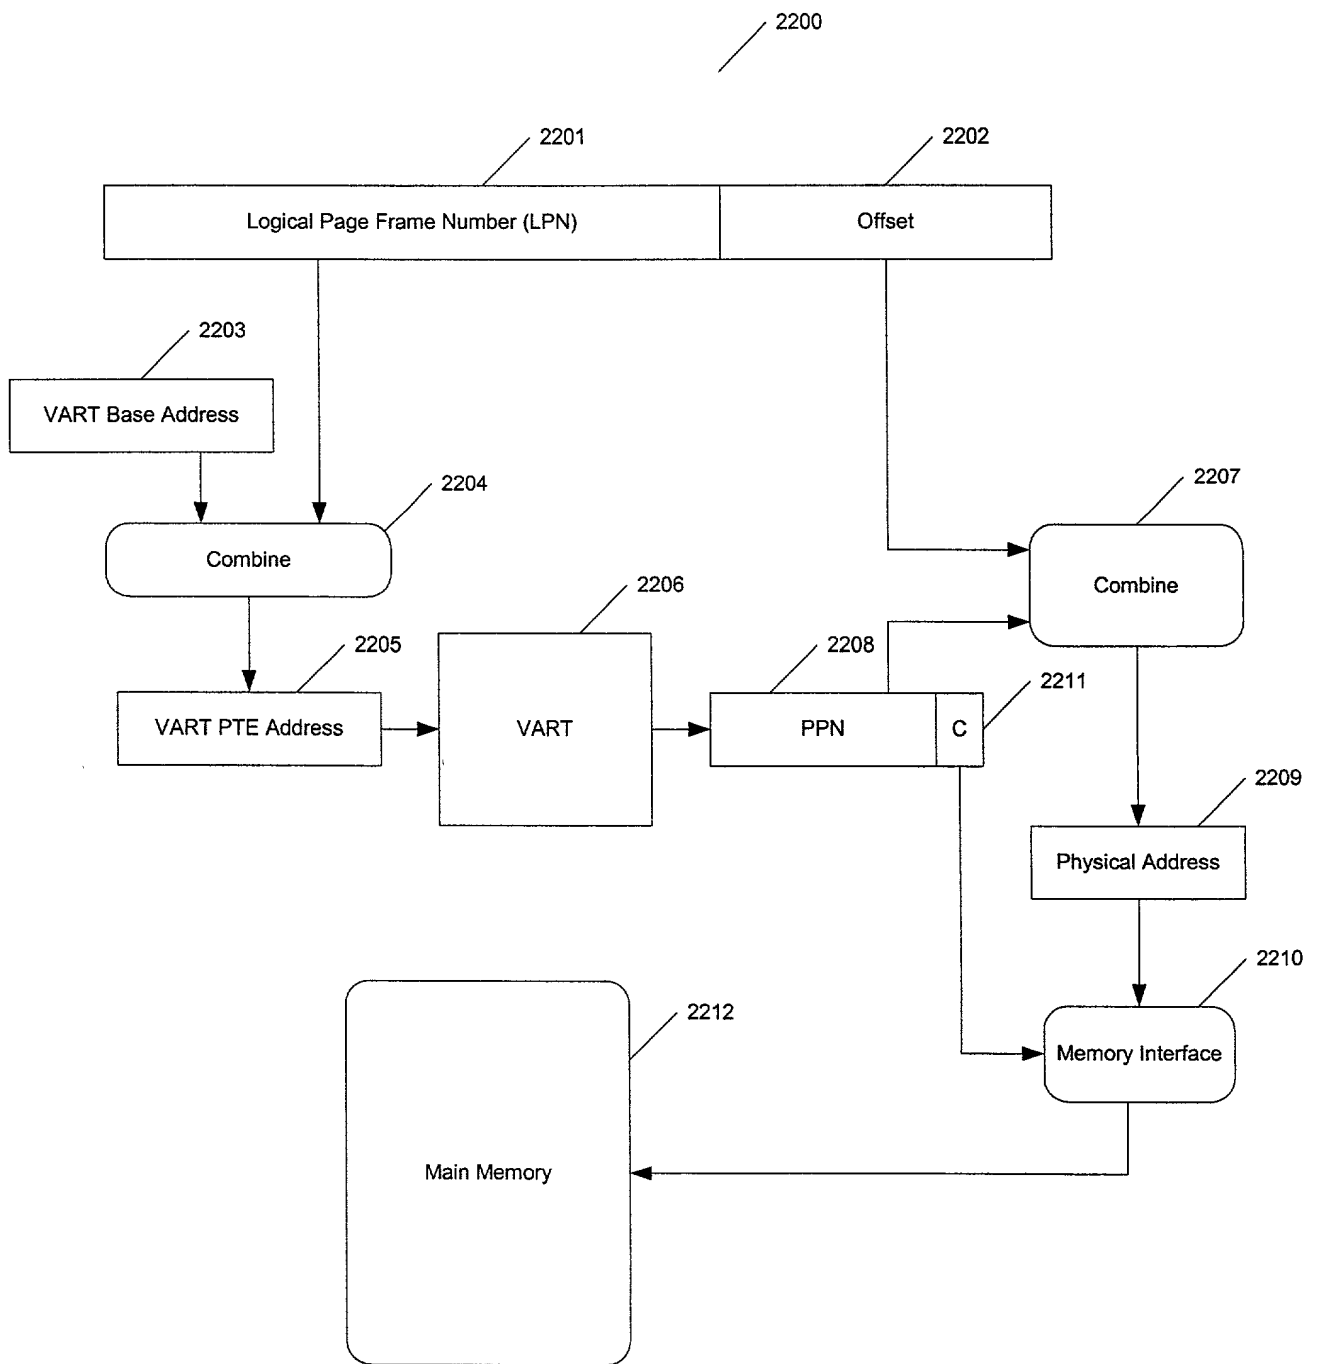 2200
2201
2202
Logical Page Frame Number (LPN)
Offset
2203
VART Base Address
2204
2207
Combine
Combine
2206
2205
2208
2211
VART PTE Address
VART
PPN
C
2209
Physical Address
2210
2212
Memory Interface
Main Memory